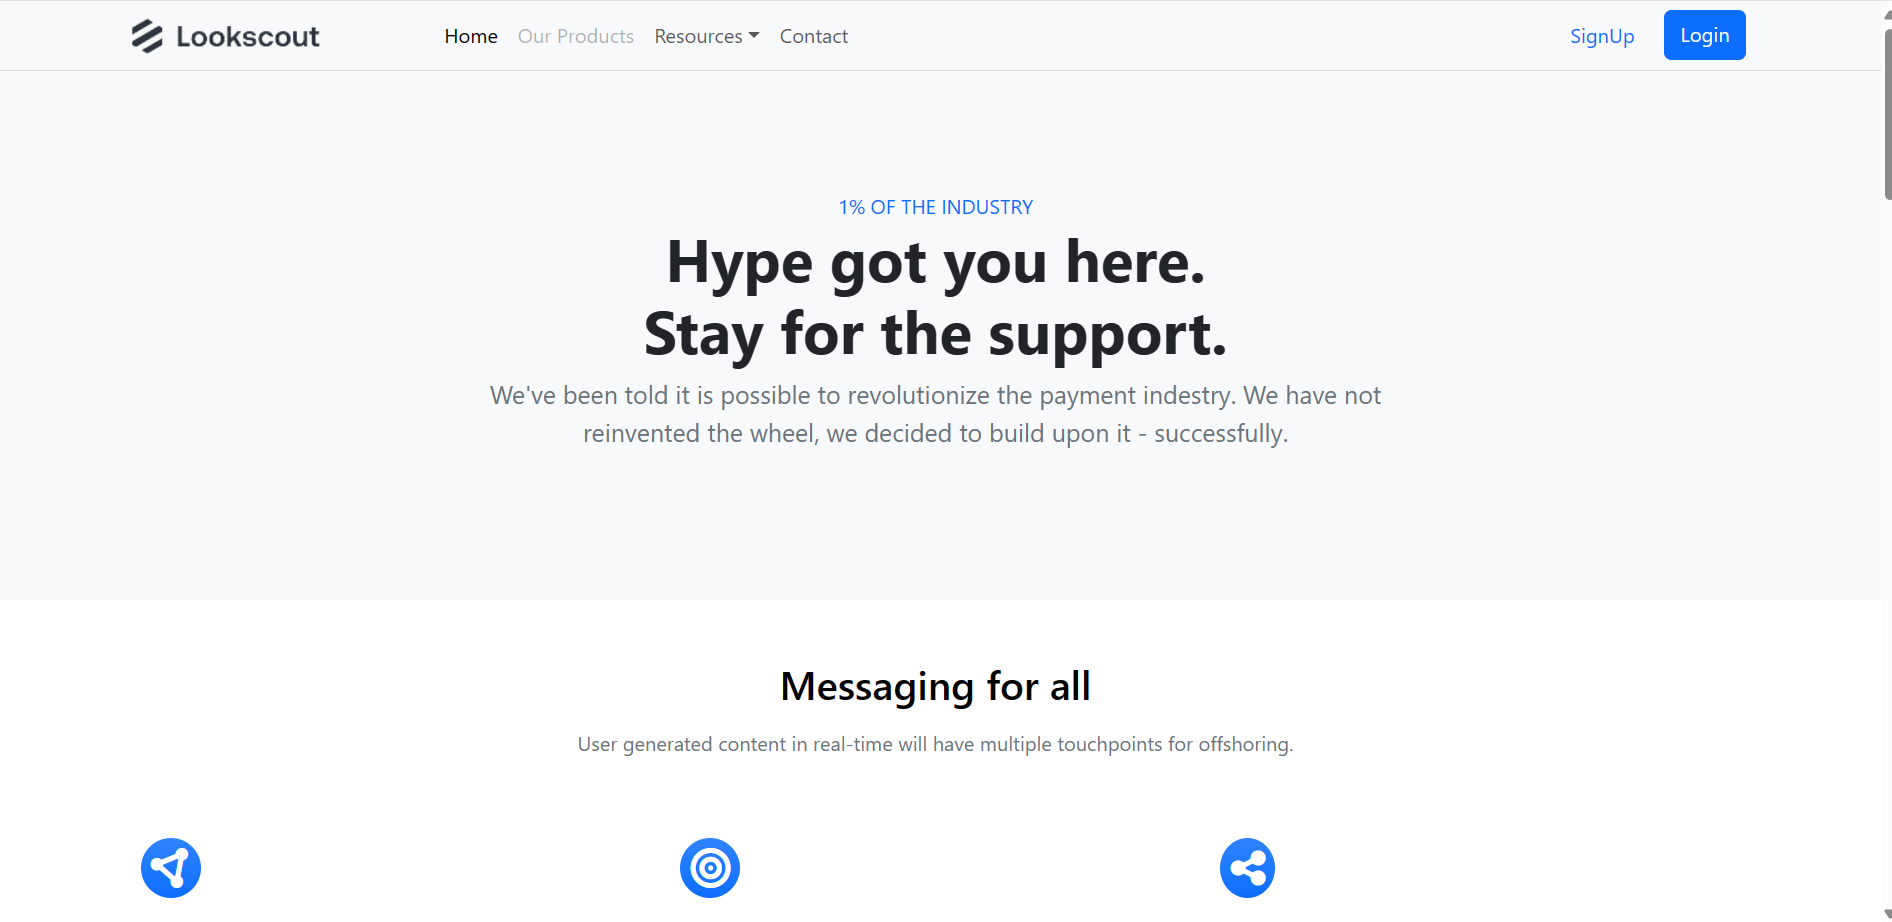 Lookscout
Home Our Products Resources Contact
SignUp Login
1% OF THE INDUSTRY
Hype got you here.
Stay for the support.
We've been told it is possible to revolutionize the payment indestry. We have not
reinvented the wheel, we decided to build upon it - successfully.
Messaging for all
User generated content in real-time will have multiple touchpoints for offshoring.